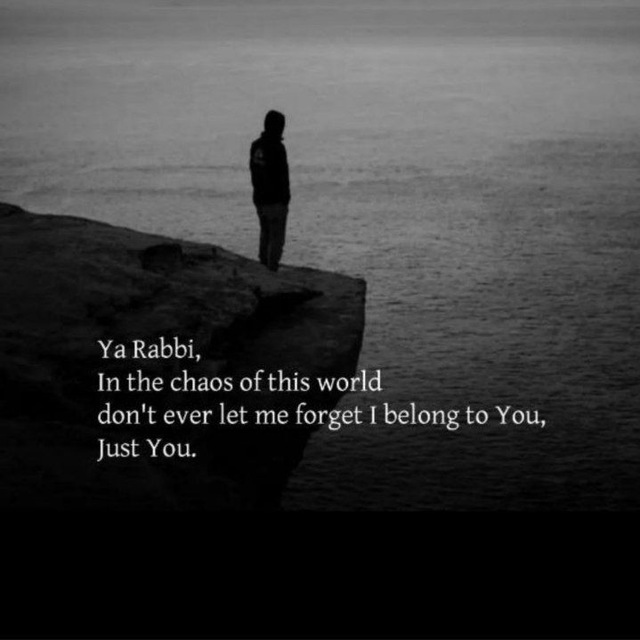 Ya Rabbi,
In the chaos of this world
don't ever let me forget I belong to You,
Just You.